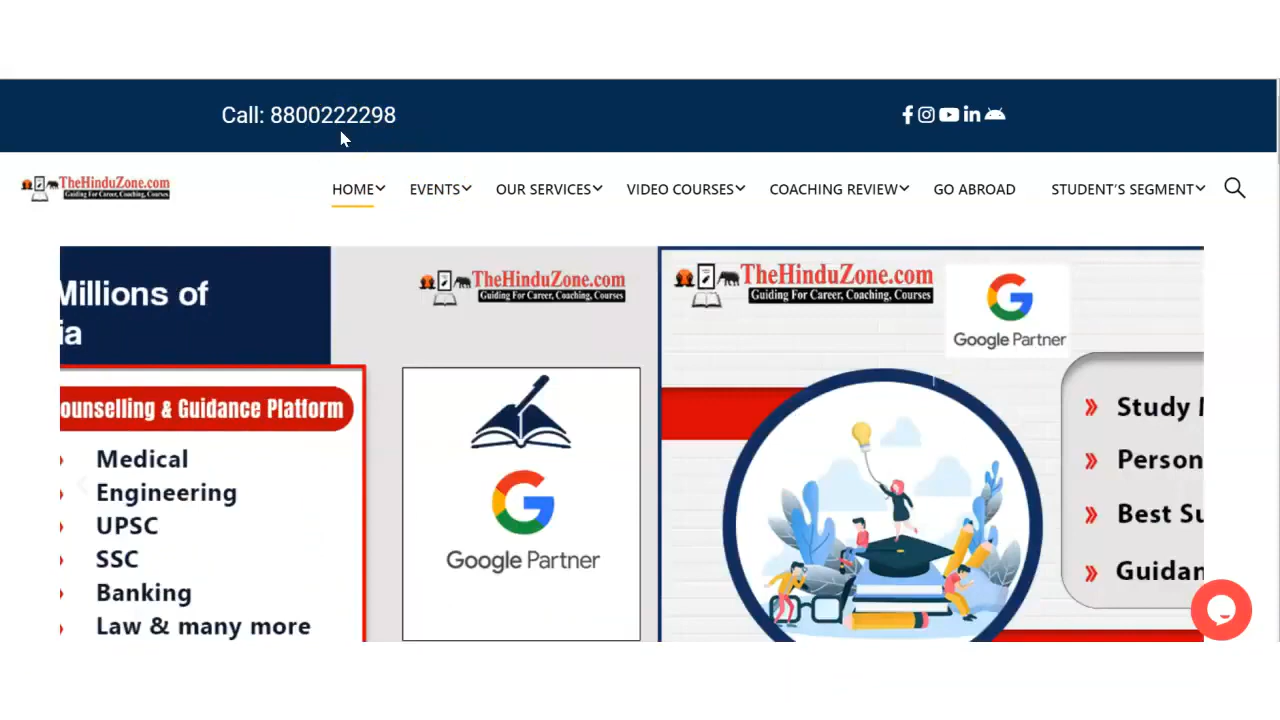 Call: 8800222298
TheHinduZone.com
Guiding For Career, Coaching, Courses
HOME EVENTS OUR SERVICES VIDEO COURSES COACHING REVIEW GO ABROAD STUDENT'S SEGMENT
Millions of
ia
ounselling & Guidance Platform
Medical
Engineering
UPSC
SSC
Banking
Law & many more
TheHinduZone.com
Guiding For Career, Coaching, Courses
Google Partner
TheHinduZone.com
Guiding For Career, Coaching, Courses
Google Partner
Study
Person
Best Su
Guidan